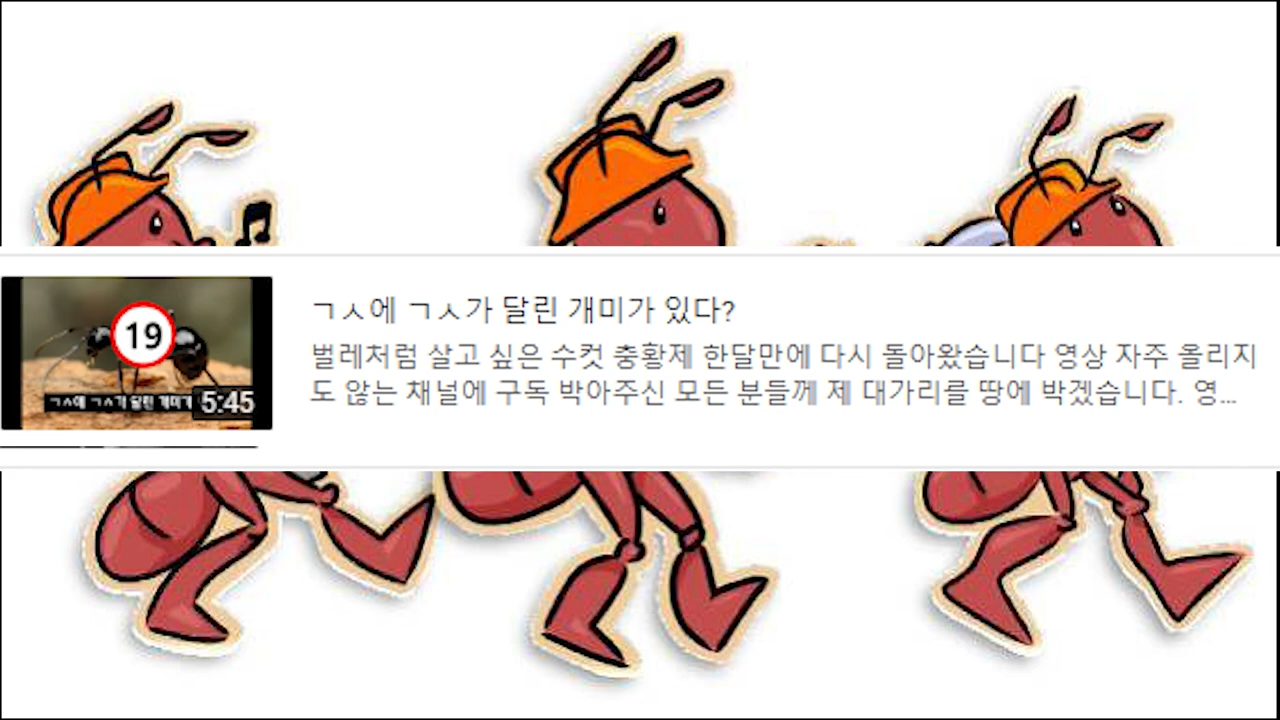 ㄱㅅ에 ㄱㅅ가 달린 개미가 있다?
벌레처럼 살고 싶은 수컷 충황제 한달만에 다시 돌아왔습니다 영상 자주 올리지
도 않는 채널에 구독 박아주신 모든 분들께 제 대가리를 땅에 박겠습니다. 영...
19
ㄱㅅ에 ㄱㅅ가 달린 개미가
5:45